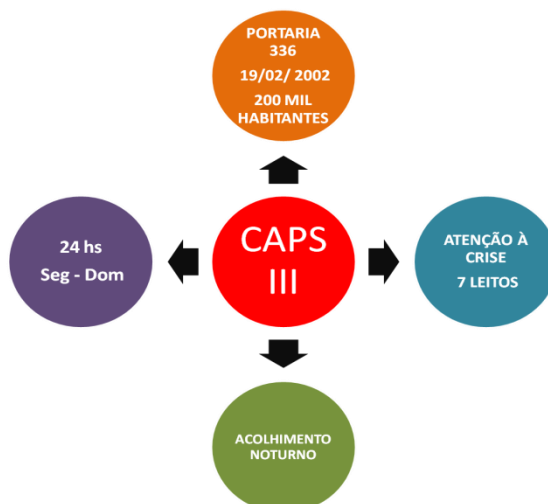 PORTARIA
336
19/02/ 2002
200 MIL
HABITANTES
24 hs
Seg - Dom
CAPS
III
ATENÇÃO À
CRISE
7 LEITOS
ACOLHIMENTO
NOTURNO